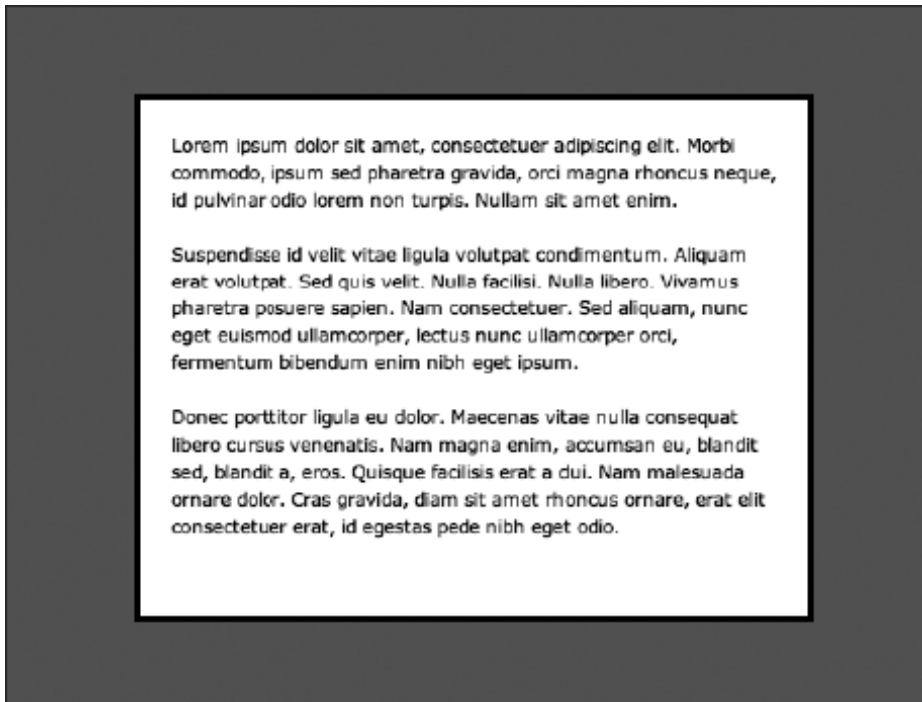 Lorem ipsum dolor sit amet, consectetuer adipiscing elit. Morbi
commodo, ipsum sed pharetra gravida, orci magna rhoncus neque,
id pulvinar odio lorem non turpis. Nullam sit amet enim.
Suspendisse id velit vitae ligula volutpat condimentum. Aliquam
erat volutpat. Sed quis velit. Nulla facilisi. Nulla libero. Vivamus
pharetra posuere sapien. Nam consectetuer. Sed aliquam, nunc
eget euismod ullamcorper, lectus nunc ullamcorper orci,
fermentum bibendum enim nibh eget ipsum.
Donec porttitor ligula eu dolor. Maecenas vitae nulla consequat
libero cursus venenatis. Nam magna enim, accumsan eu, blandit
sed, blandit a, eros. Quisque facilisis erat a dui. Nam malesuada
ornare dolor. Cras gravida, diam sit amet rhoncus ornare, erat elit
consectetuer erat, id egestas pede nibh eget odio.